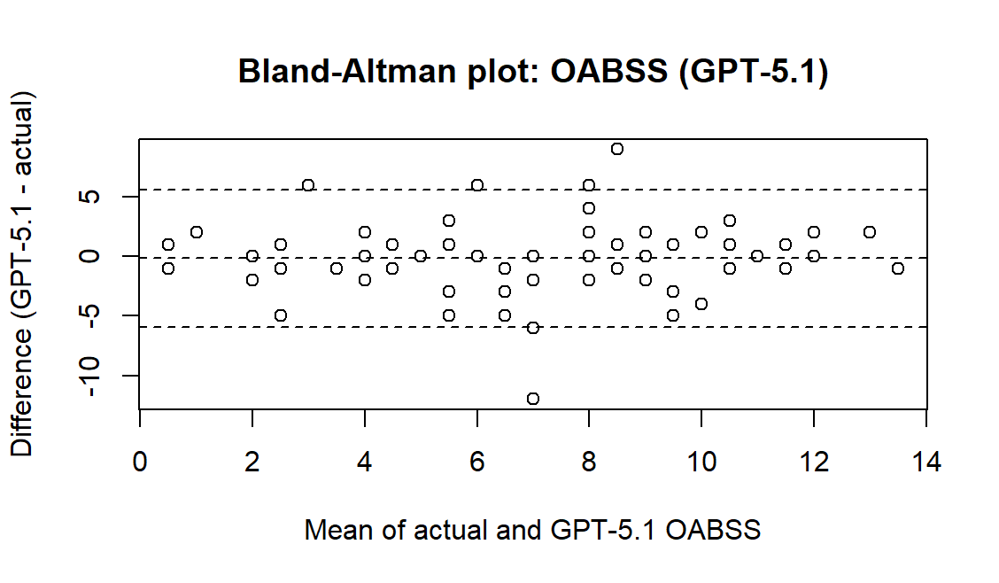 Bland-Altman plot: OABSS (GPT-5.1)
Difference (GPT-5.1 - actual)
5
0
-5
-10
0 2 4 6 8 10 12 14
Mean of actual and GPT-5.1 OABSS